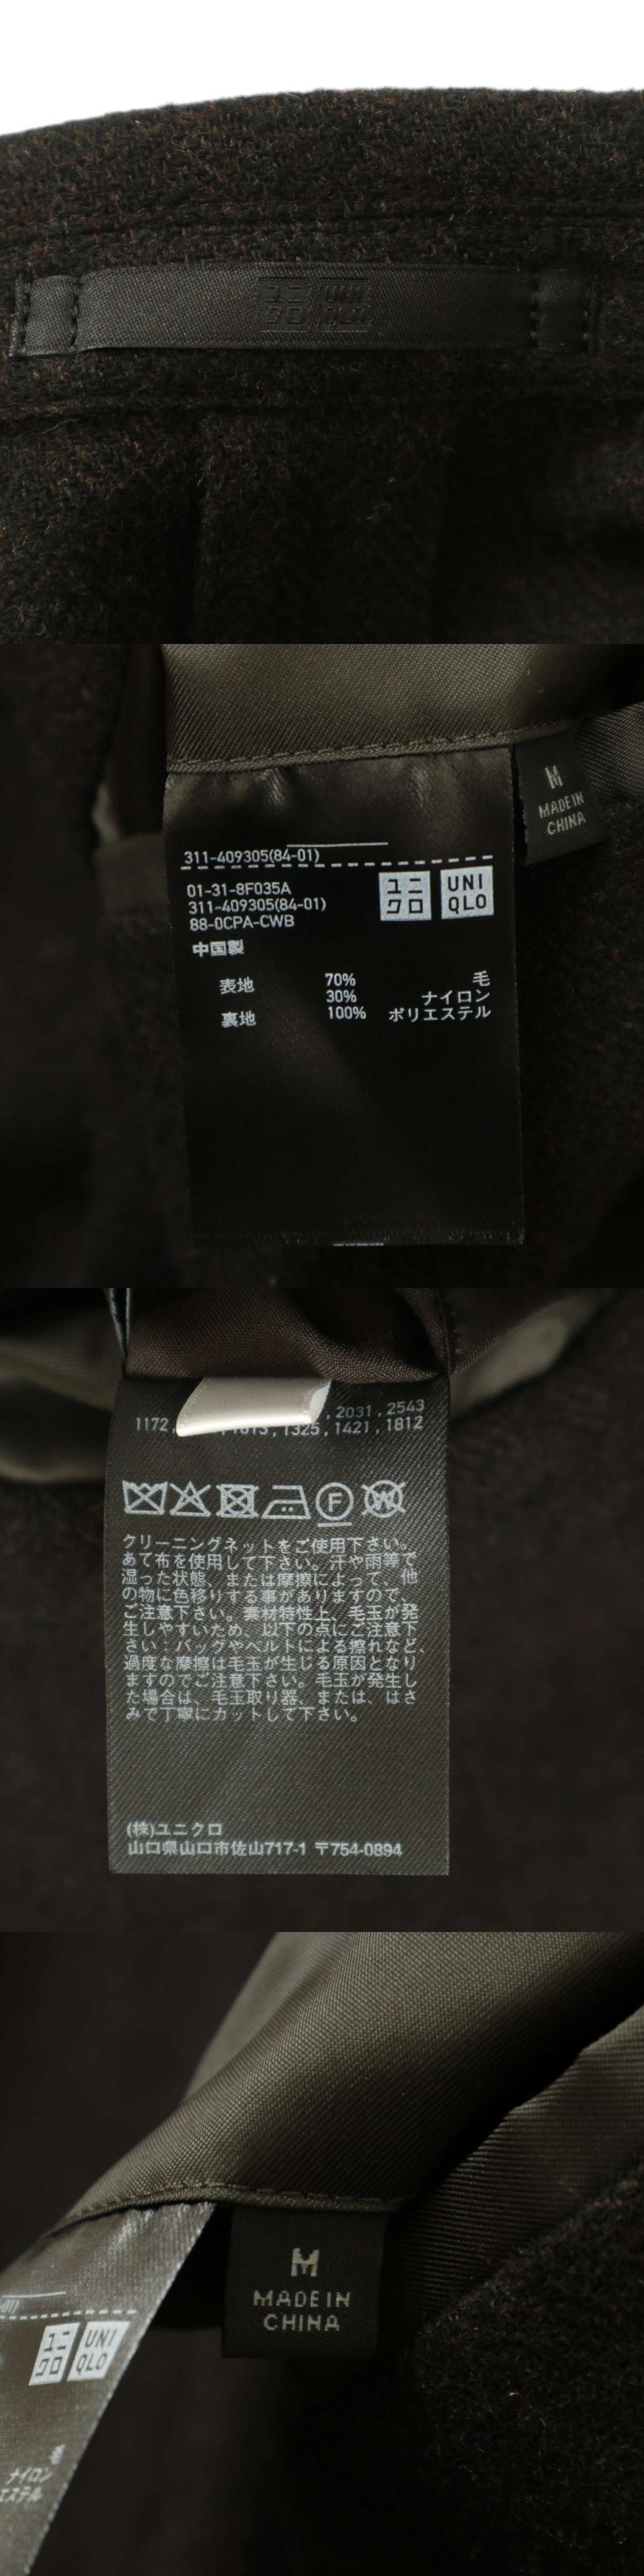 ユニ UNI
クロ QLO
M
MADE IN
CHINA
311-409305(84-01)
01-31-8F035A
311-409305(84-01)
88-0CPA-CWB
ユニ UNI
クロ QLO
中国製
表地 70% 毛
30% ナイロン
裏地 100% ポリエステル
, 2031 , 2543
1172, 1325 , 1421 , 1812
F W
クリーニングネットをご使用下さい。
あて布を使用して下さい。汗や雨等で
湿った状態、または摩擦によって、他
の物に色移りする事がありますので、
ご注意下さい。素材特性上、毛玉が発
生しやすいため、以下の点にご注意下
さい：バッグやベルトによる擦れなど、
過度な摩擦は毛玉が生じる原因となり
ますのでご注意下さい。毛玉が発生し
た場合は、毛玉取り器、または、はさ
みで丁寧にカットして下さい。
(株)ユニクロ
山口県山口市佐山717-1 〒754-0894
M
MADE IN
CHINA
-01)
ユニ UNI
クロ QLO
毛
ナイロン
エステル